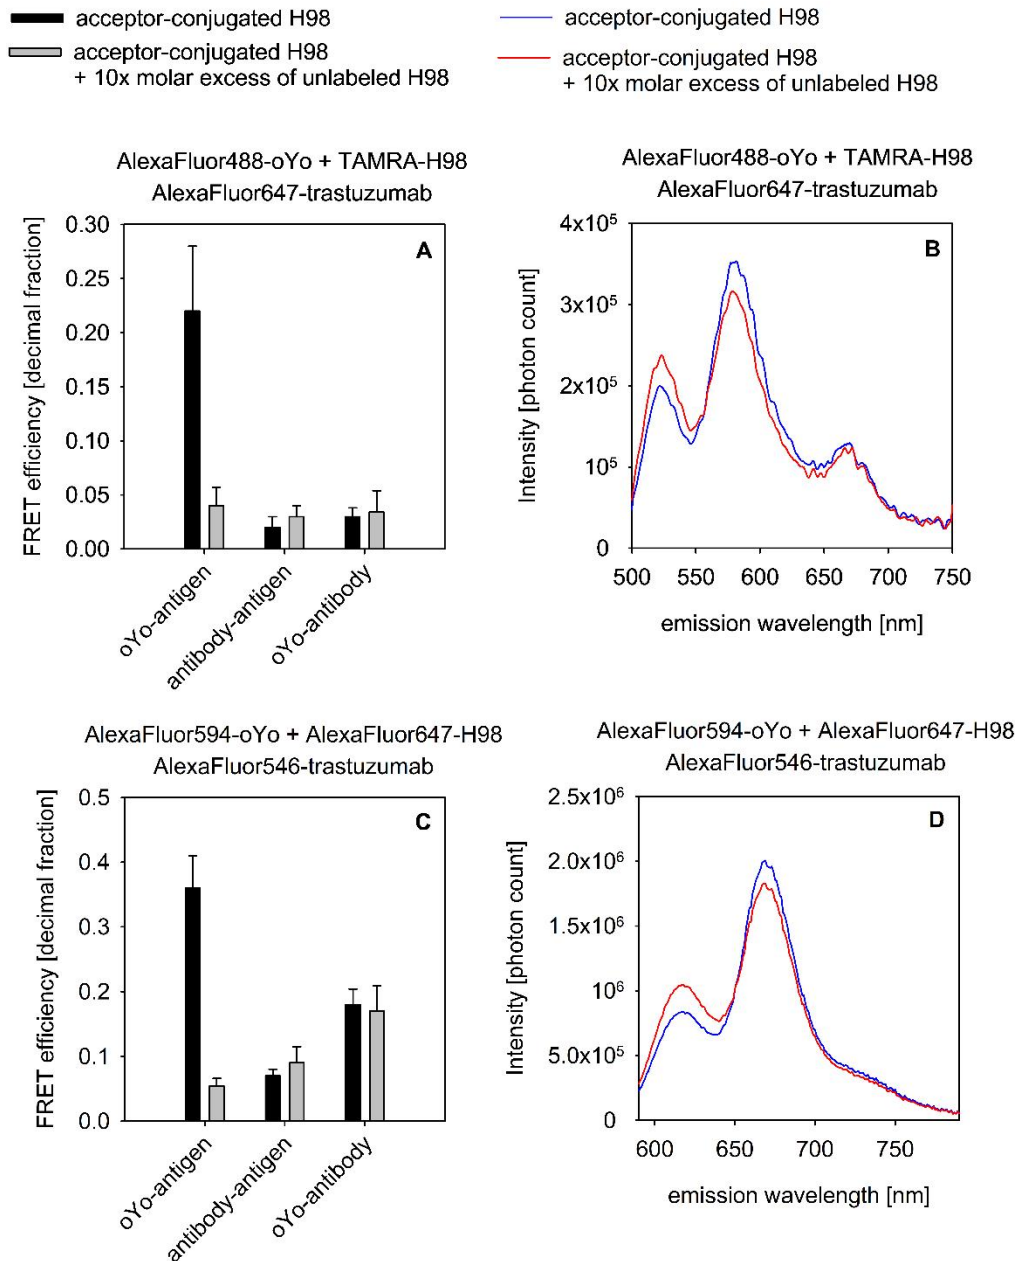 acceptor-conjugated H98
acceptor-conjugated H98
+ 10x molar excess of unlabeled H98
acceptor-conjugated H98
acceptor-conjugated H98
+ 10x molar excess of unlabeled H98
AlexaFluor488-oYo + TAMRA-H98
AlexaFluor647-trastuzumab
A
FRET efficiency [decimal fraction]
0.30
0.25
0.20
0.15
0.10
0.05
0.00
oYo-antigen
antibody-antigen
oYo-antibody
AlexaFluor488-oYo + TAMRA-H98
AlexaFluor647-trastuzumab
B
Intensity [photon count]
4x10⁵
3x10⁵
2x10⁵
10⁵
0
500 550 600 650 700 750
emission wavelength [nm]
AlexaFluor594-oYo + AlexaFluor647-H98
AlexaFluor546-trastuzumab
C
FRET efficiency [decimal fraction]
0.5
0.4
0.3
0.2
0.1
0.0
oYo-antigen
antibody-antigen
oYo-antibody
AlexaFluor594-oYo + AlexaFluor647-H98
AlexaFluor546-trastuzumab
D
Intensity [photon count]
2.5x10⁶
2.0x10⁶
1.5x10⁶
10⁶
5.0x10⁵
0
600 650 700 750
emission wavelength [nm]